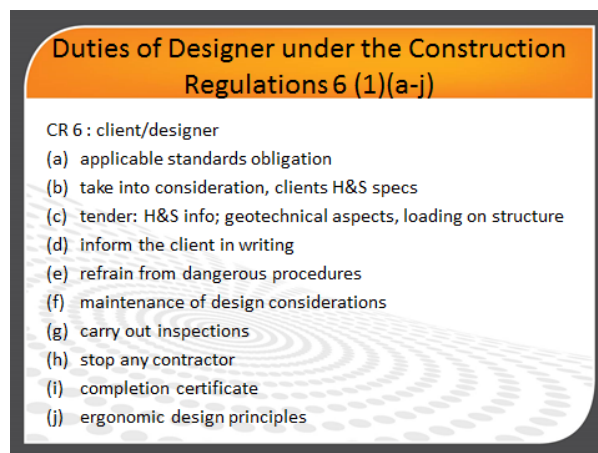 Duties of Designer under the Construction
Regulations 6 (1)(a-j)
CR 6 : client/designer
(a) applicable standards obligation
(b) take into consideration, clients H&S specs
(c) tender: H&S info; geotechnical aspects, loading on structure
(d) inform the client in writing
(e) refrain from dangerous procedures
(f) maintenance of design considerations
(g) carry out inspections
(h) stop any contractor
(i) completion certificate
(j) ergonomic design principles